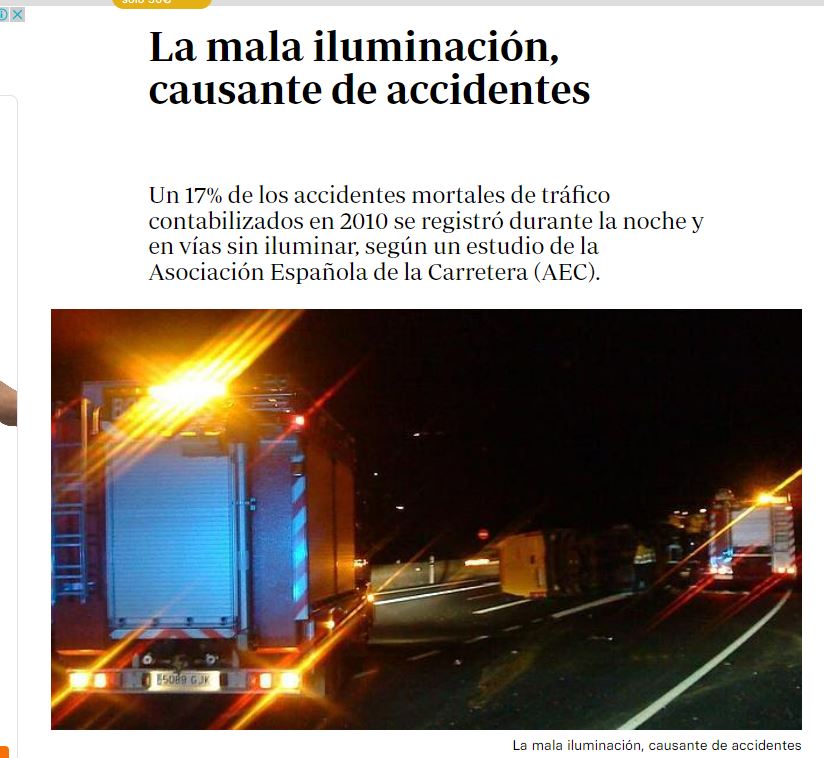 solo 50€
La mala iluminación,
causante de accidentes
Un 17% de los accidentes mortales de tráfico
contabilizados en 2010 se registró durante la noche y
en vías sin iluminar, según un estudio de la
Asociación Española de la Carretera (AEC).
5089 GJK
La mala iluminación, causante de accidentes